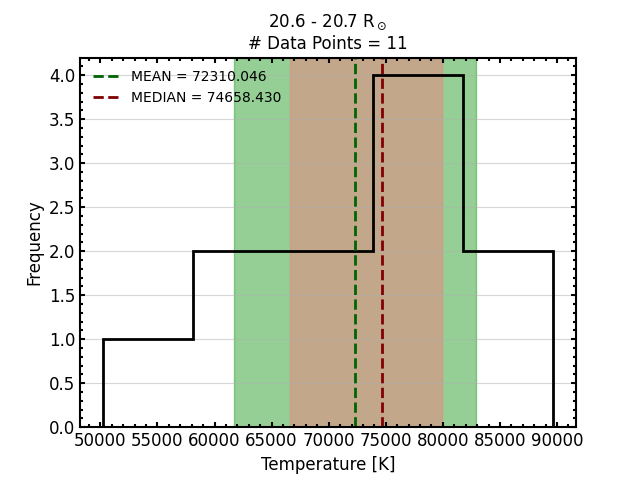 20.6 - 20.7 R⊙
# Data Points = 11
MEAN = 72310.046
MEDIAN = 74658.430
4.0
3.5
3.0
2.5
2.0
1.5
1.0
0.5
0.0
Frequency
50000 55000 60000 65000 70000 75000 80000 85000 90000
Temperature [K]